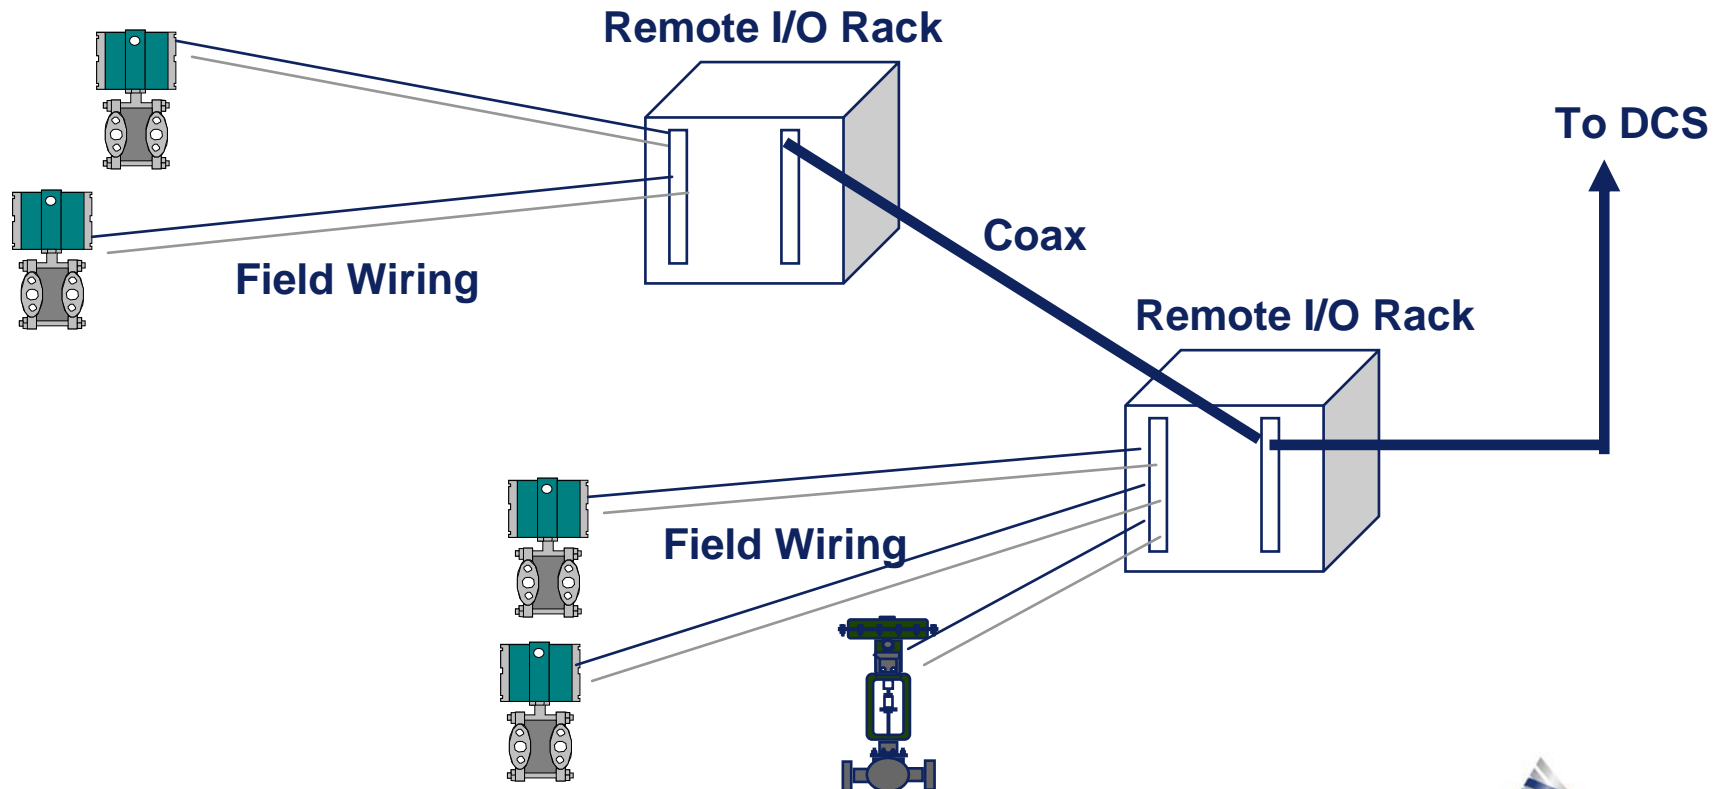 Remote I/O Rack
To DCS
Coax
Field Wiring
Remote I/O Rack
Field Wiring